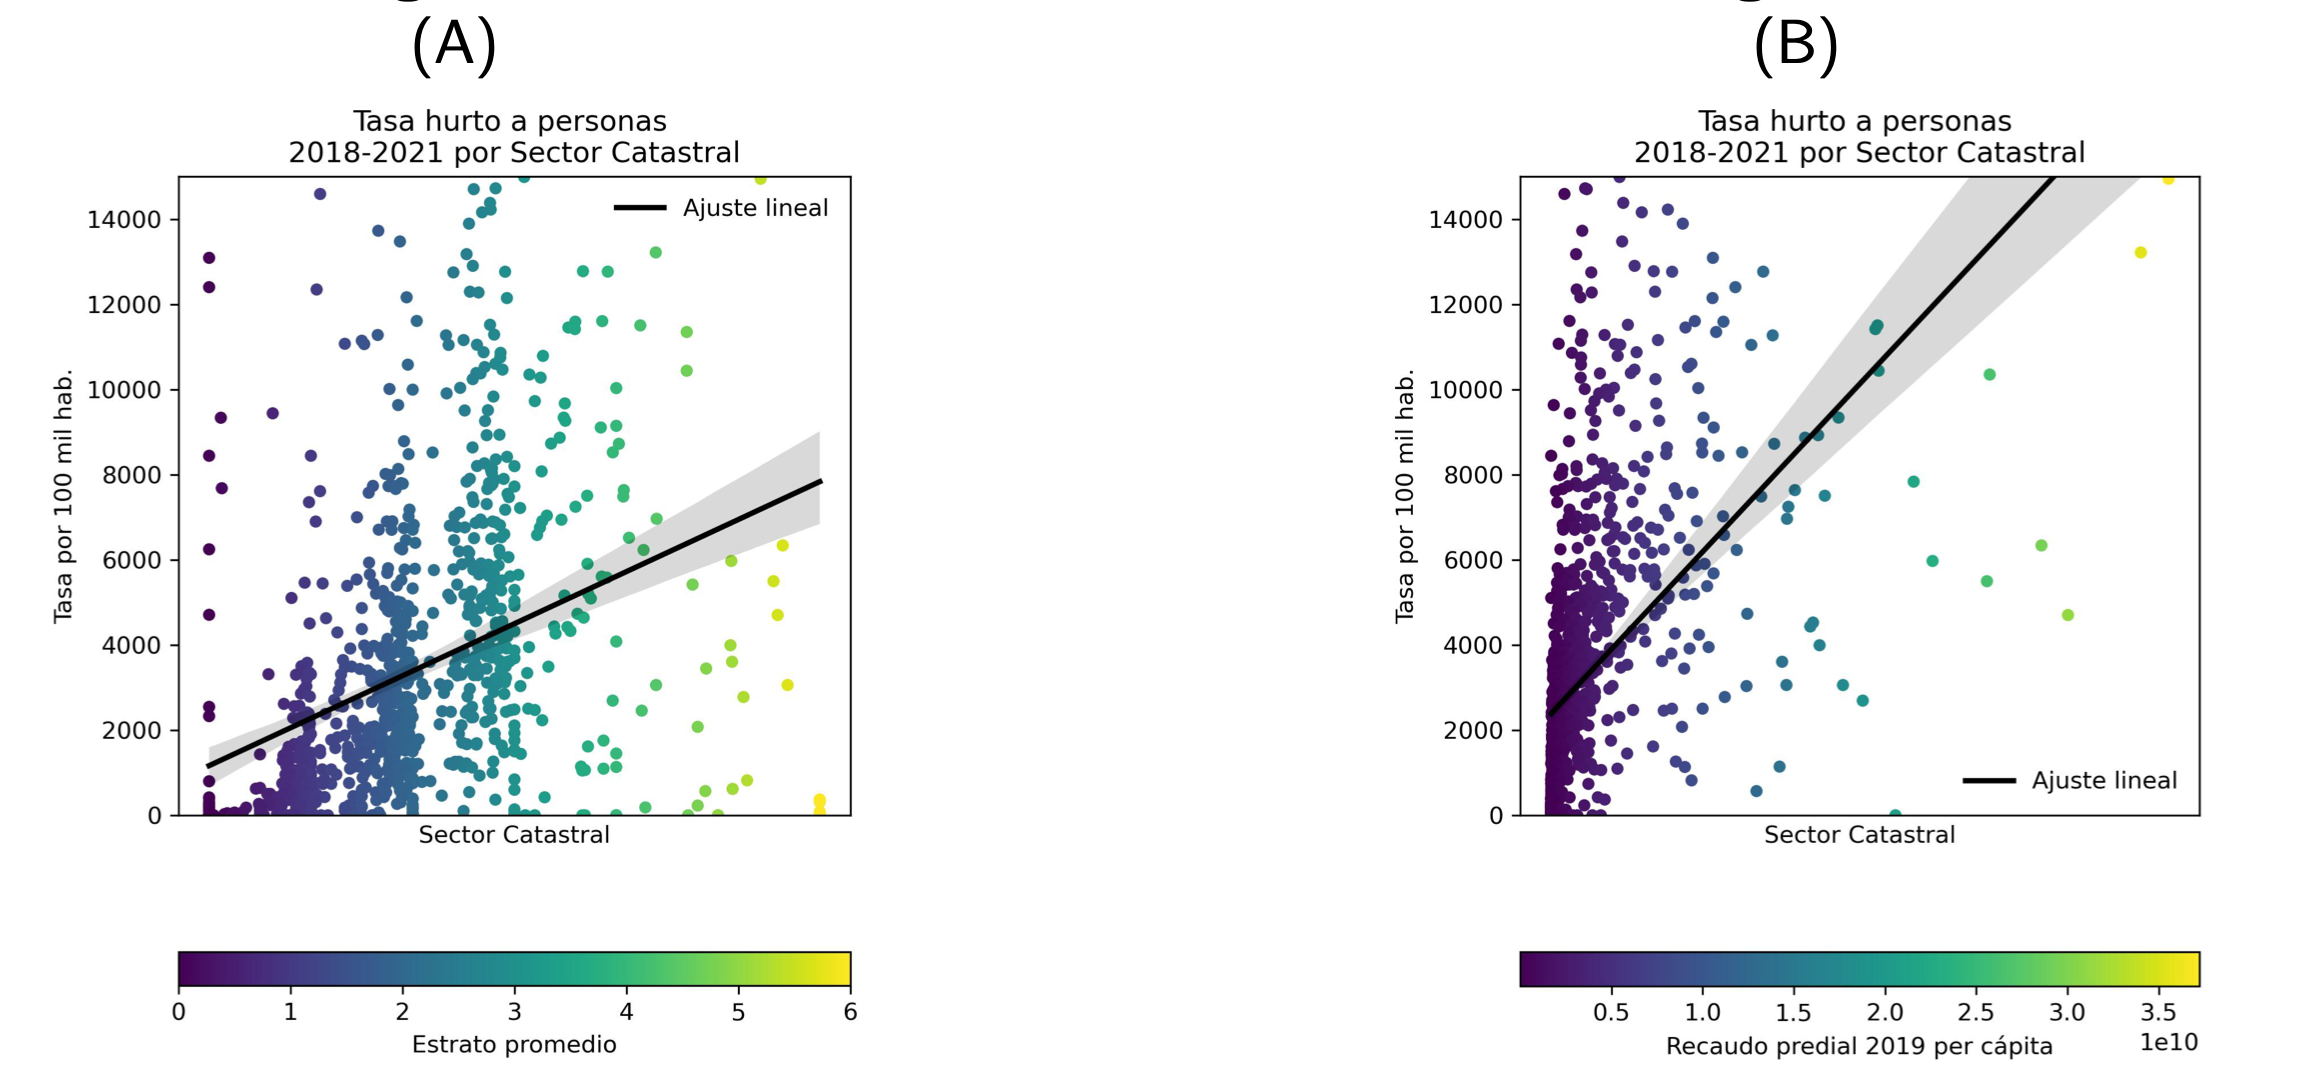 (A)
(B)
Tasa hurto a personas
2018-2021 por Sector Catastral
Ajuste lineal
14000
12000
10000
8000
6000
4000
2000
0
Tasa por 100 mil hab.
Sector Catastral
0 1 2 3 4 5 6
Estrato promedio
Tasa hurto a personas
2018-2021 por Sector Catastral
14000
12000
10000
8000
6000
4000
2000
0
Tasa por 100 mil hab.
Ajuste lineal
Sector Catastral
0.5 1.0 1.5 2.0 2.5 3.0 3.5
1e10
Recaudo predial 2019 per cápita